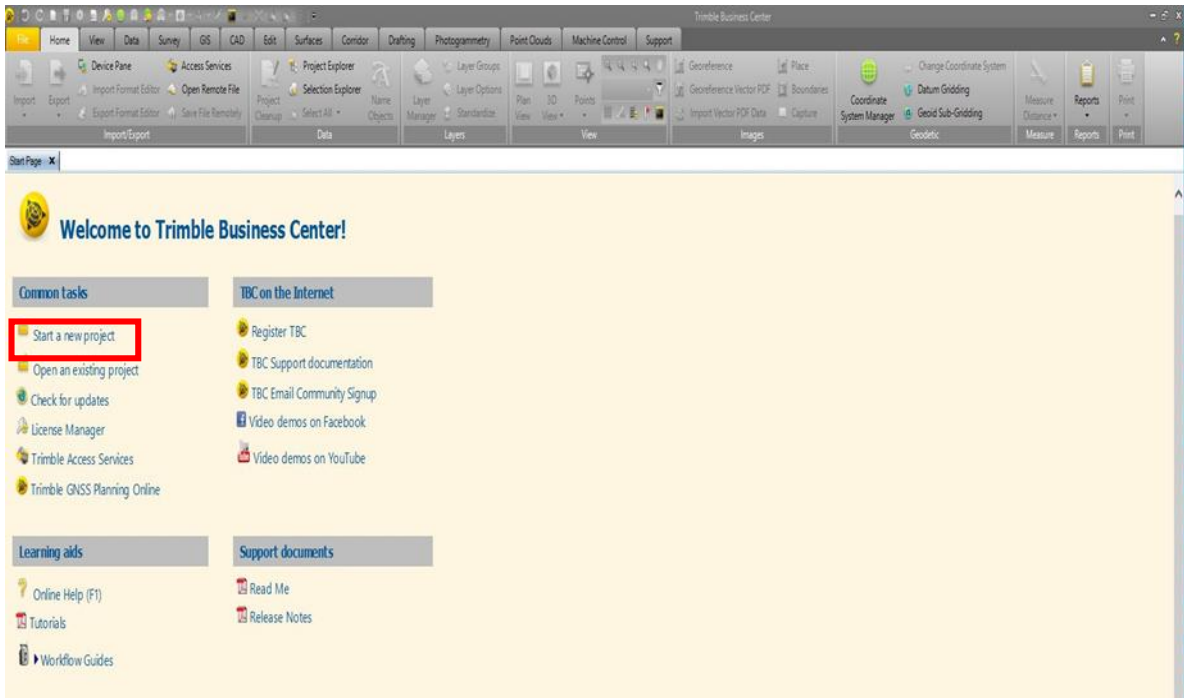 Trimble Business Center
File Home View Data Survey GIS CAD Edit Surfaces Corridor Drafting Photogrammetry Point Clouds Machine Control Support
Device Pane Access Services Project Explorer Layer Groups Georeference Place Change Coordinate System
Import Format Editor Open Remote File Selection Explorer Layer Options Georeference Vector PDF Boundaries Datum Gridding
Import Export Export Format Editor Save File Remotely Project Cleanup Select All Name Objects Layer Manager Standardize Plan View 3D View Points Import Vector PDF Data Capture Coordinate System Manager Geoid Sub-Gridding Measure Distance Reports Print
Import/Export Data Layers View Images Geodetic Measure Reports Print
Start Page X
Welcome to Trimble Business Center!
Common tasks
Start a new project
Open an existing project
Check for updates
License Manager
Trimble Access Services
Trimble GNSS Planning Online
TBC on the Internet
Register TBC
TBC Support documentation
TBC Email Community Signup
Video demos on Facebook
Video demos on YouTube
Learning aids
Online Help (F1)
Tutorials
Workflow Guides
Support documents
Read Me
Release Notes